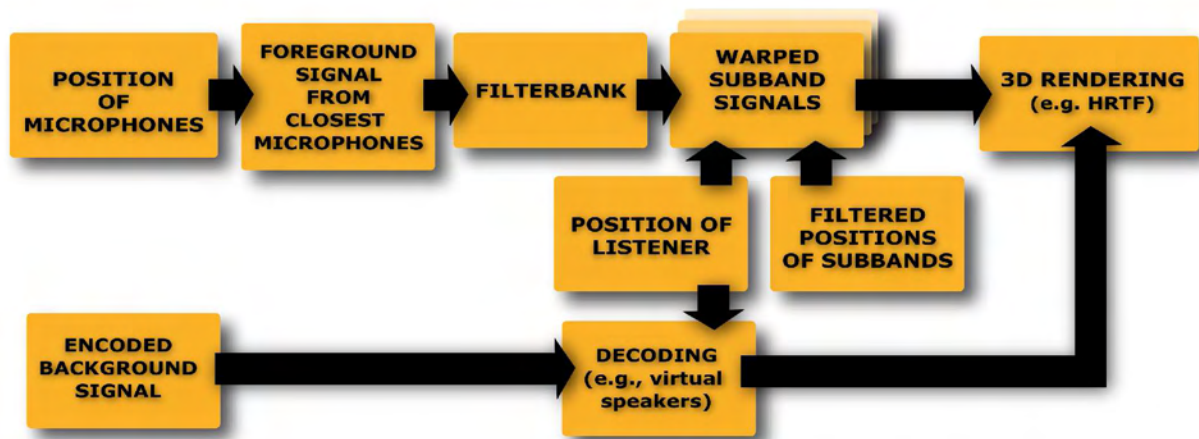 POSITION
OF
MICROPHONES
FOREGROUND
SIGNAL
FROM
CLOSEST
MICROPHONES
FILTERBANK
WARPED
SUBBAND
SIGNALS
3D RENDERING
(e.g. HRTF)
POSITION OF
LISTENER
FILTERED
POSITIONS
OF SUBBANDS
ENCODED
BACKGROUND
SIGNAL
DECODING
(e.g., virtual
speakers)